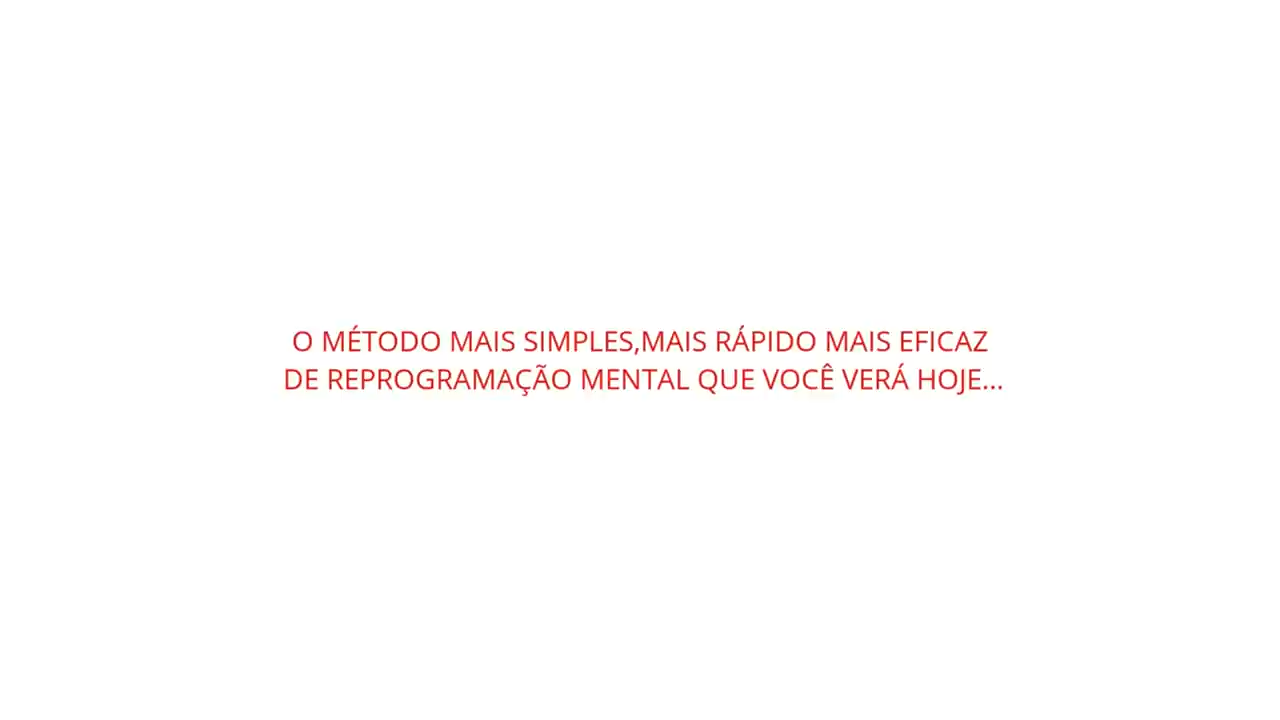 O MÉTODO MAIS SIMPLES,MAIS RÁPIDO MAIS EFICAZ
DE REPROGRAMAÇÃO MENTAL QUE VOCÊ VERÁ HOJE...